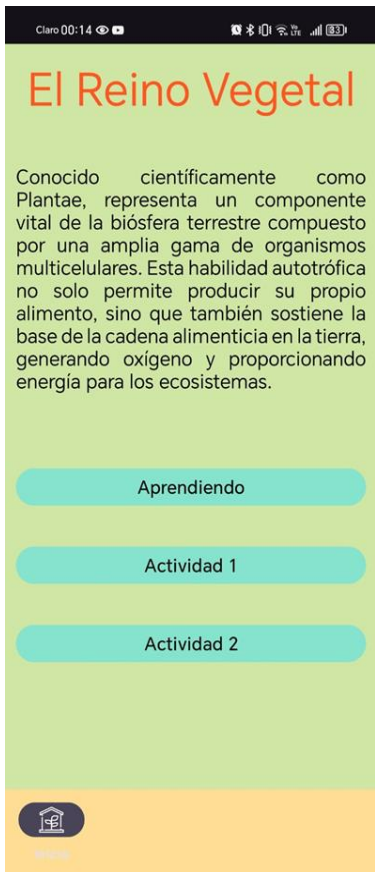 Claro 00:14
83
El Reino Vegetal
Conocido científicamente como
Plantae, representa un componente
vital de la biósfera terrestre compuesto
por una amplia gama de organismos
multicelulares. Esta habilidad autotrófica
no solo permite producir su propio
alimento, sino que también sostiene la
base de la cadena alimenticia en la tierra,
generando oxígeno y proporcionando
energía para los ecosistemas.
Aprendiendo
Actividad 1
Actividad 2